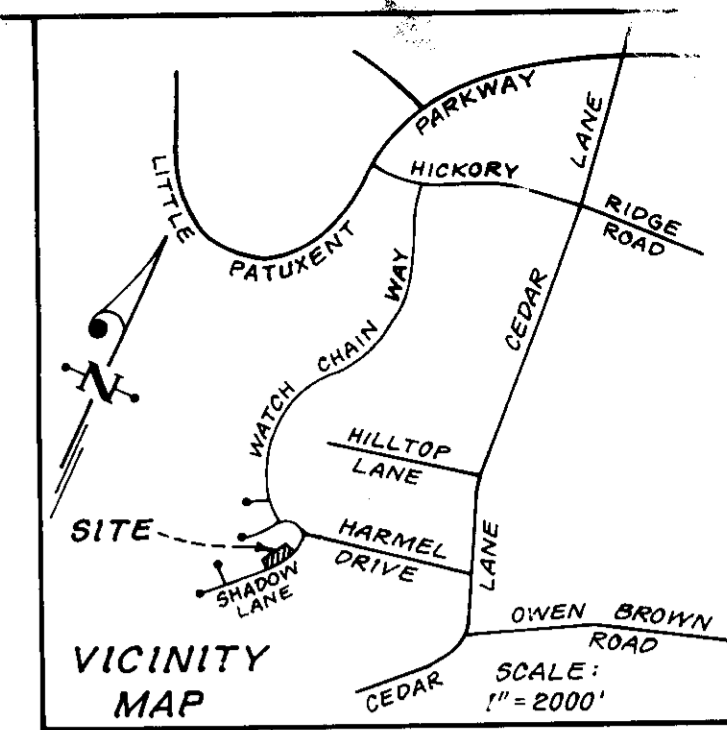 PARKWAY
LANE
HICKORY
LITTLE
RIDGE
ROAD
PATUXENT
WAY
CEDAR
CHAIN
WATCH
N
HILLTOP
LANE
SITE
HARMEL
DRIVE
LANE
SHADOW
LANE
OWEN BROWN
ROAD
VICINITY
MAP
CEDAR
SCALE:
1" = 2000'